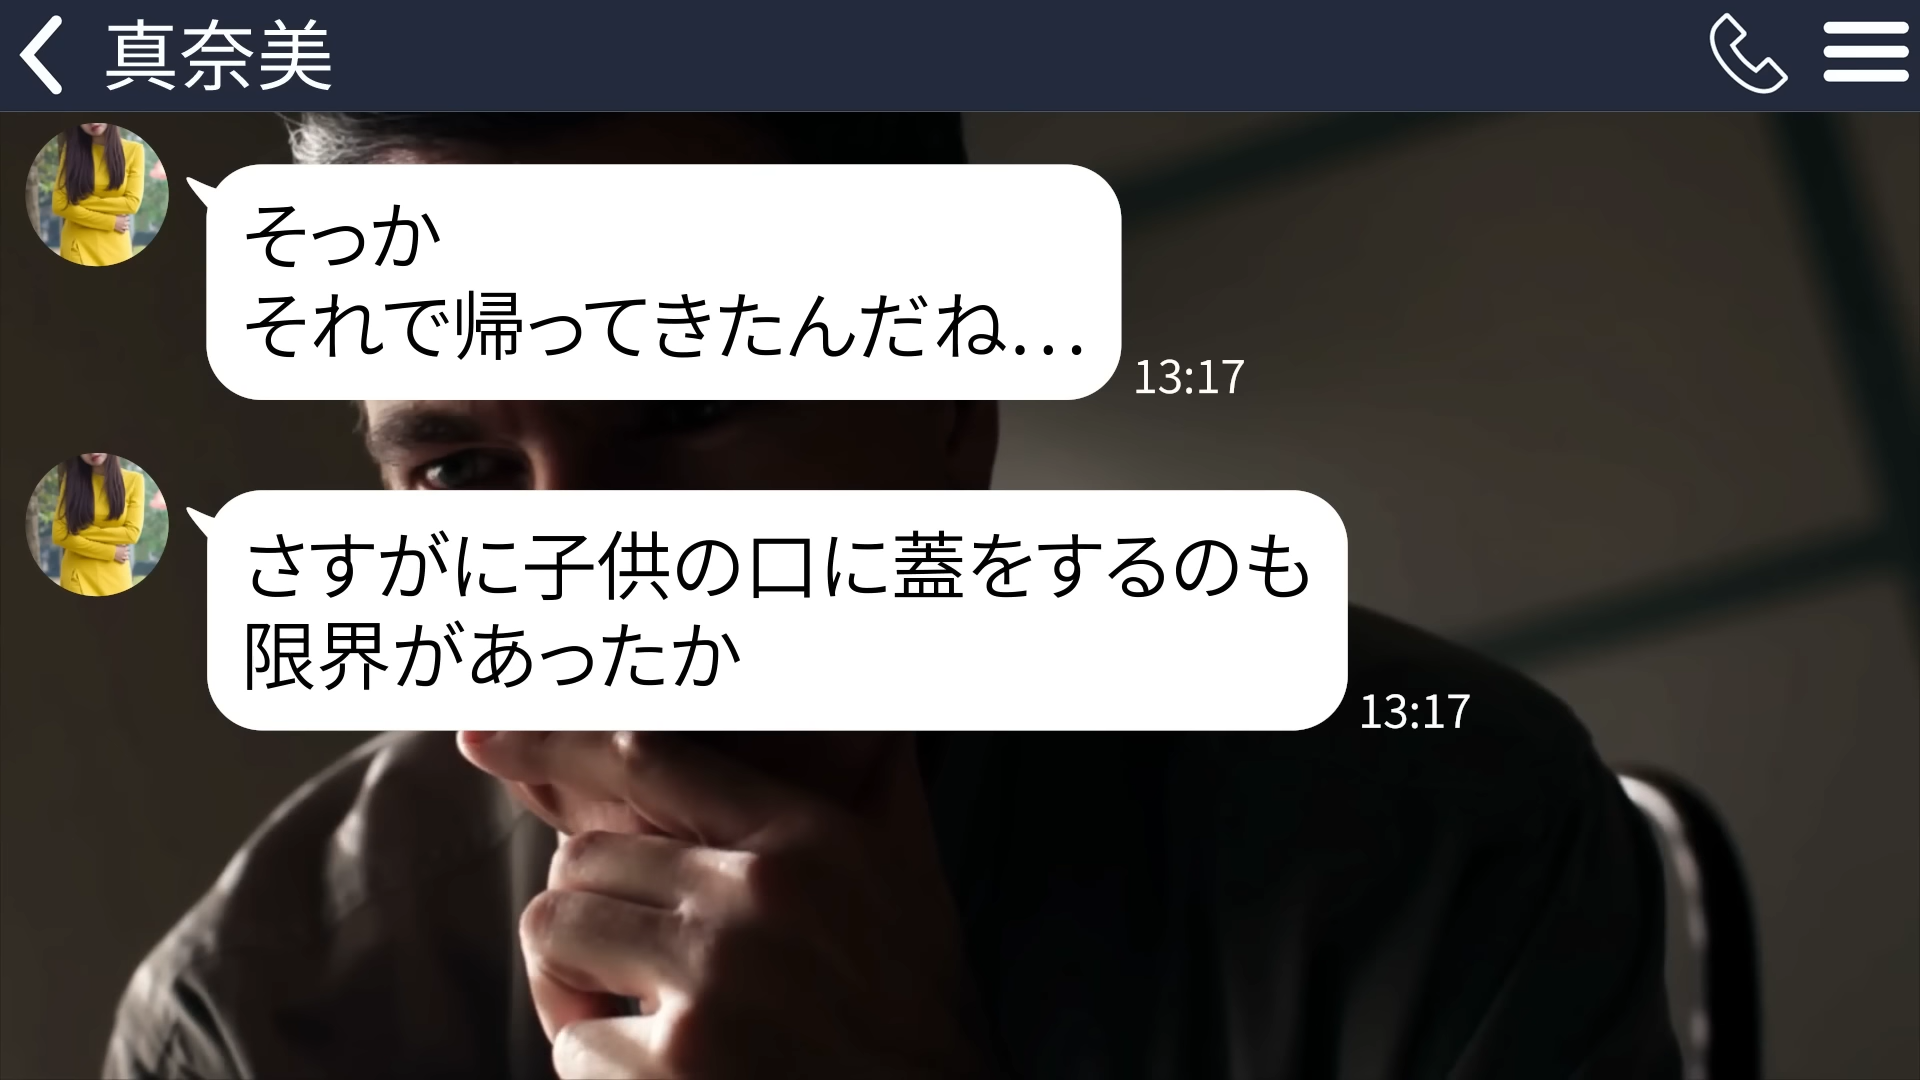 真奈美
そっか
それで帰ってきたんだね…
13:17
さすがに子供の口に蓋をするのも
限界があったか
13:17